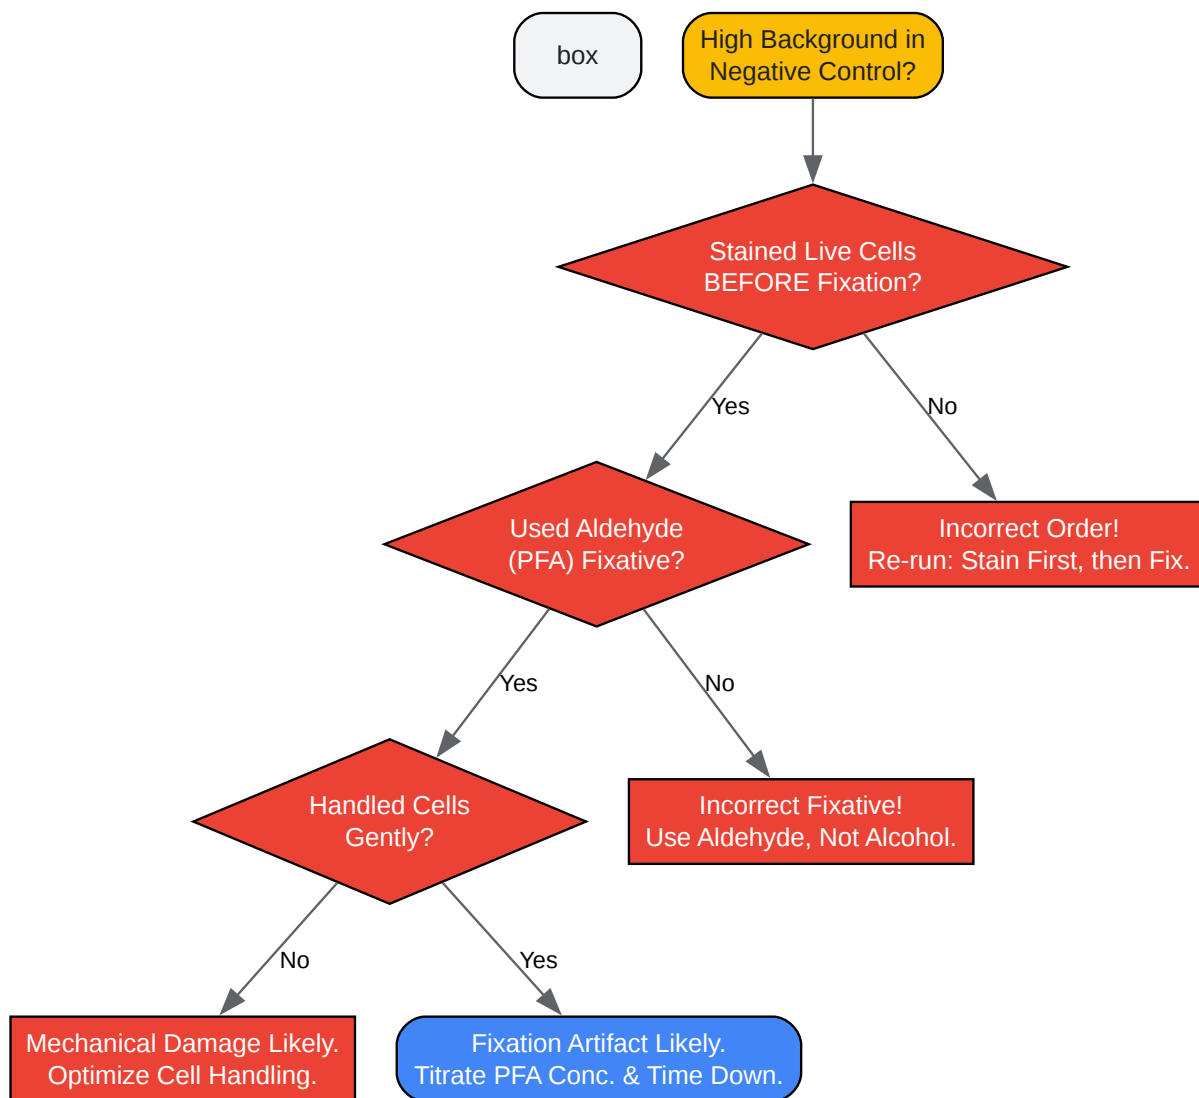 box
High Background in
Negative Control?
Stained Live Cells
BEFORE Fixation?
Yes
No
Used Aldehyde
(PFA) Fixative?
Incorrect Order!
Re-run: Stain First, then Fix.
Yes
No
Handled Cells
Gently?
Incorrect Fixative!
Use Aldehyde, Not Alcohol.
No
Yes
Mechanical Damage Likely.
Optimize Cell Handling.
Fixation Artifact Likely.
Titrate PFA Conc. & Time Down.